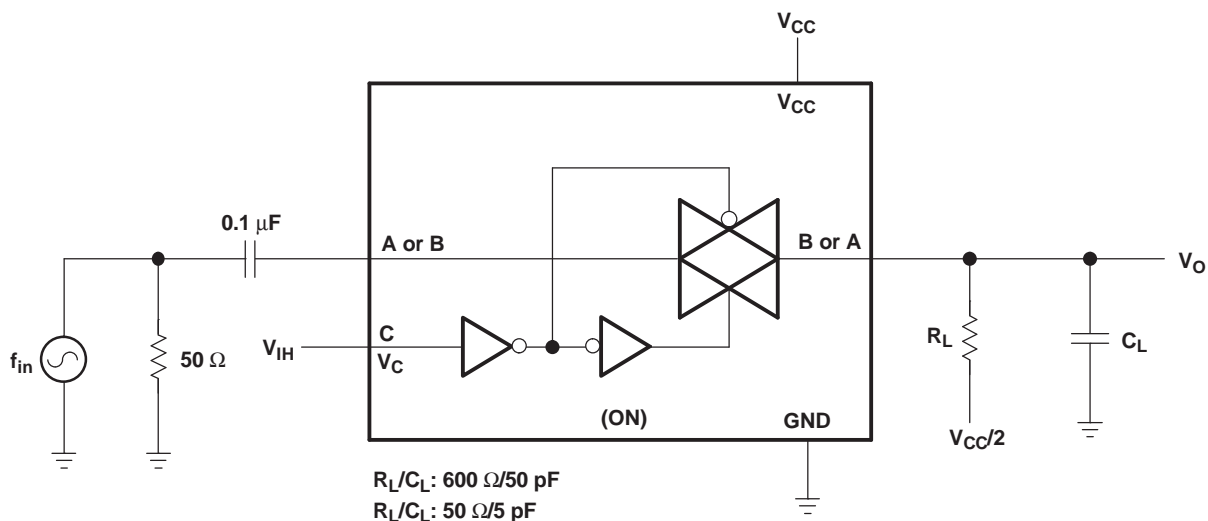 VCC
VCC
0.1 μF
A or B
B or A
VO
fin
50 Ω
VIH
C
VC
RL
CL
(ON)
GND
VCC/2
RL/CL: 600 Ω/50 pF
RL/CL: 50 Ω/5 pF